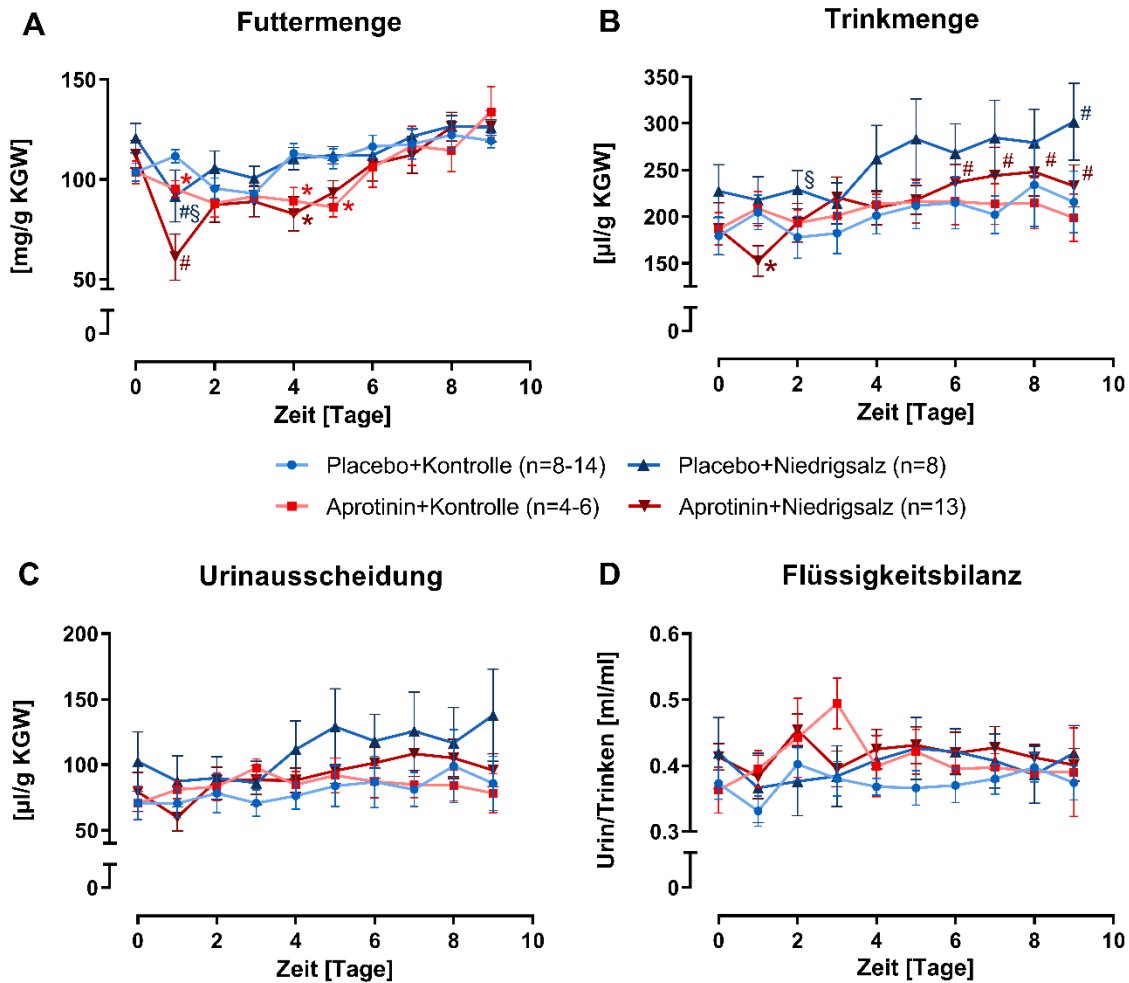 A
Futtermenge
[mg/g KGW]
150
100
50
0
*
#§
#
*
*
*
0 2 4 6 8 10
Zeit [Tage]
B
Trinkmenge
[µl/g KGW]
350
300
250
200
150
0
§
*
#
#
#
#
#
0 2 4 6 8 10
Zeit [Tage]
Placebo+Kontrolle (n=8-14)
Placebo+Niedrigsalz (n=8)
Aprotinin+Kontrolle (n=4-6)
Aprotinin+Niedrigsalz (n=13)
C
Urinausscheidung
[µl/g KGW]
200
150
100
50
0
0 2 4 6 8 10
Zeit [Tage]
D
Flüssigkeitsbilanz
Urin/Trinken [ml/ml]
0.6
0.5
0.4
0.3
0
0 2 4 6 8 10
Zeit [Tage]